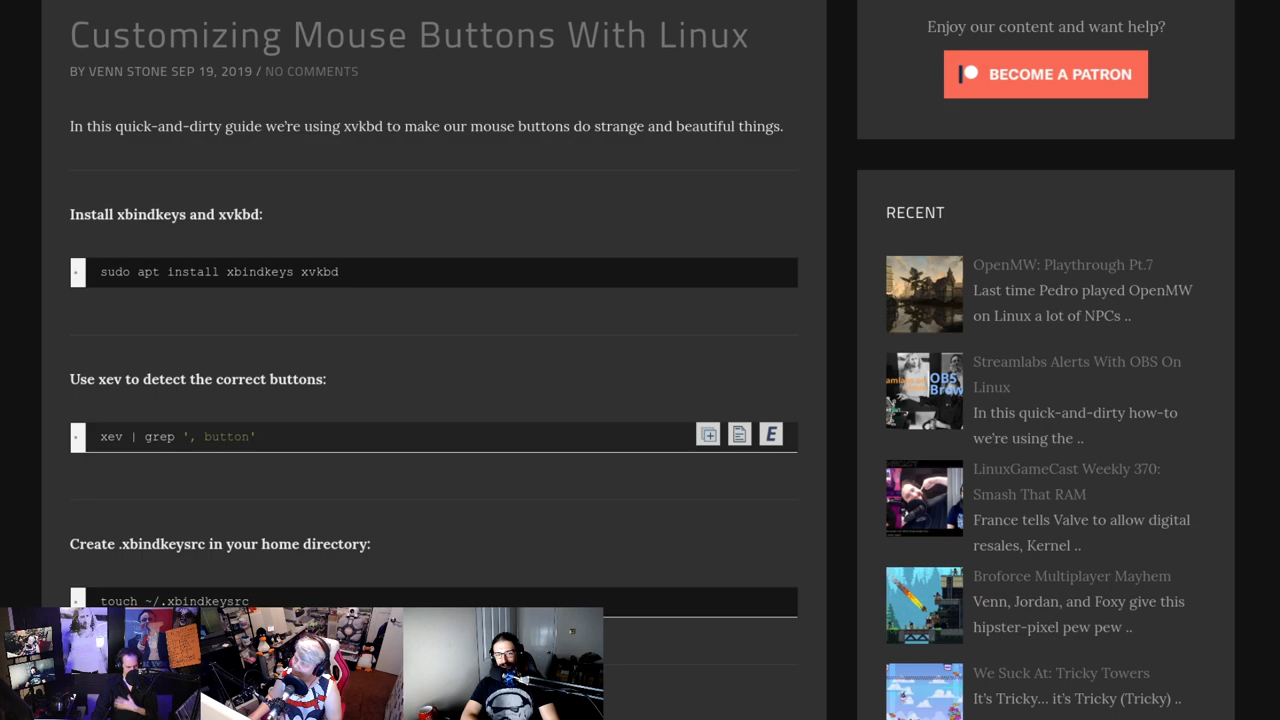 Customizing Mouse Buttons With Linux
BY VENN STONE SEP 19, 2019 / NO COMMENTS
In this quick-and-dirty guide we're using xvkbd to make our mouse buttons do strange and beautiful things.
Install xbindkeys and xvkbd:
sudo apt install xbindkeys xvkbd
Use xev to detect the correct buttons:
xev | grep ', button'
E
Create .xbindkeysrc in your home directory:
touch ~/.xbindkeysrc
Enjoy our content and want help?
BECOME A PATRON
RECENT
OpenMW: Playthrough Pt.7
Last time Pedro played OpenMW
on Linux a lot of NPCs ..
Streamlabs Alerts With OBS On
Linux
In this quick-and-dirty how-to
we're using the ..
LinuxGameCast Weekly 370:
Smash That RAM
France tells Valve to allow digital
resales, Kernel ..
Broforce Multiplayer Mayhem
Venn, Jordan, and Foxy give this
hipster-pixel pew pew ..
We Suck At: Tricky Towers
It's Tricky... it's Tricky (Tricky) ..